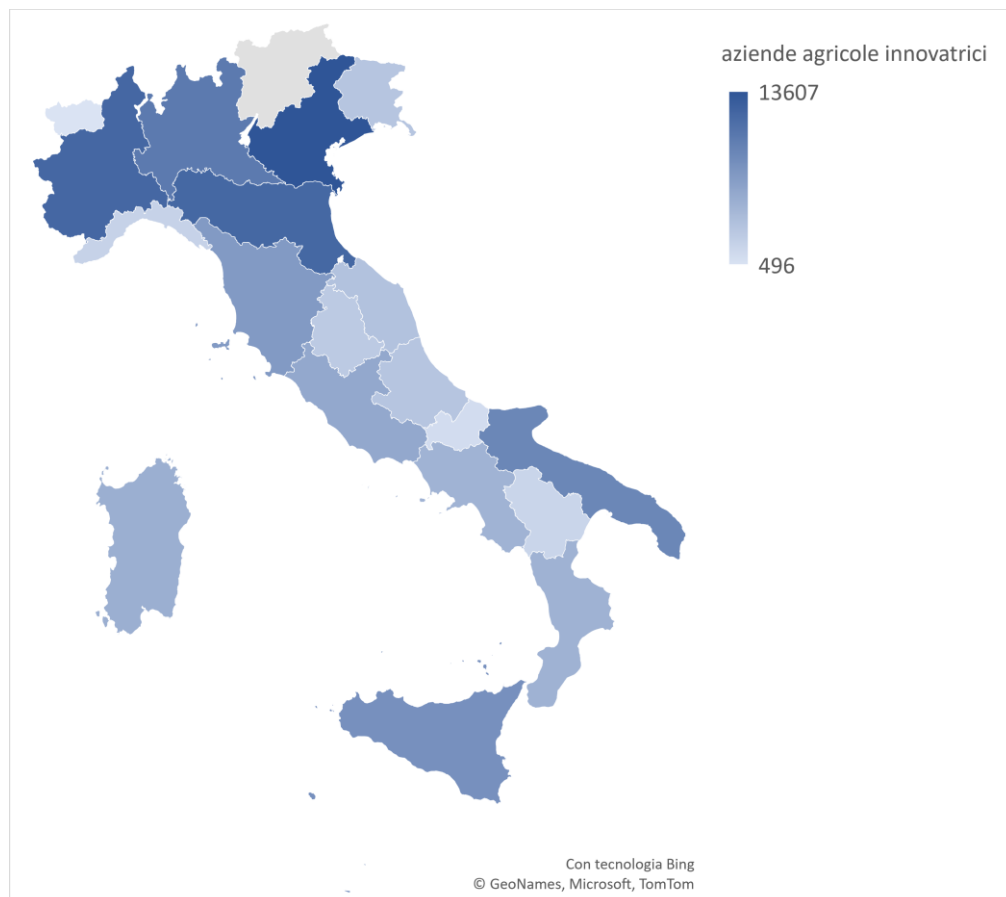 aziende agricole innovatrici
13607
496
Con tecnologia Bing
© GeoNames, Microsoft, TomTom